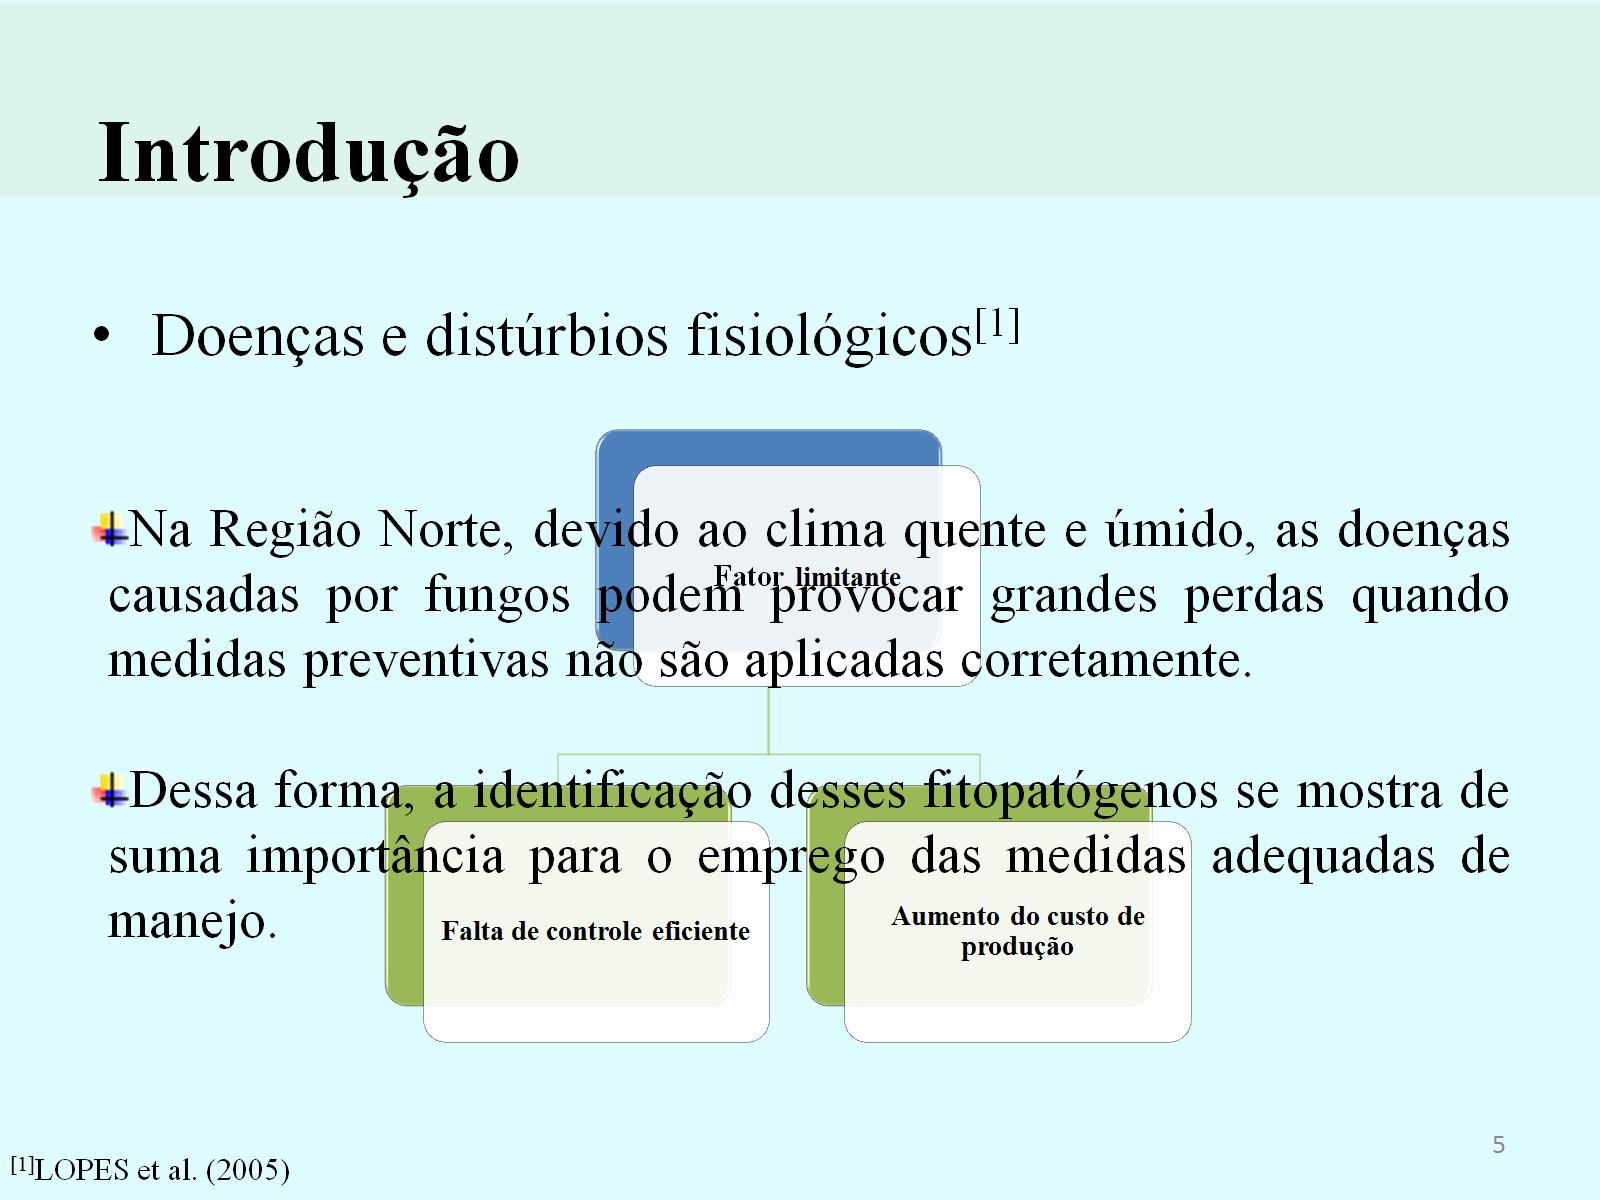 Introdução
• Doenças e distúrbios fisiológicos[1]
Na Região Norte, devido ao clima quente e úmido, as doenças
causadas por fungos podem provocar grandes perdas quando
medidas preventivas não são aplicadas corretamente.
Dessa forma, a identificação desses fitopatógenos se mostra de
suma importância para o emprego das medidas adequadas de
manejo.
Fator limitante
Falta de controle eficiente
Aumento do custo de
produção
[1]LOPES et al. (2005)
5